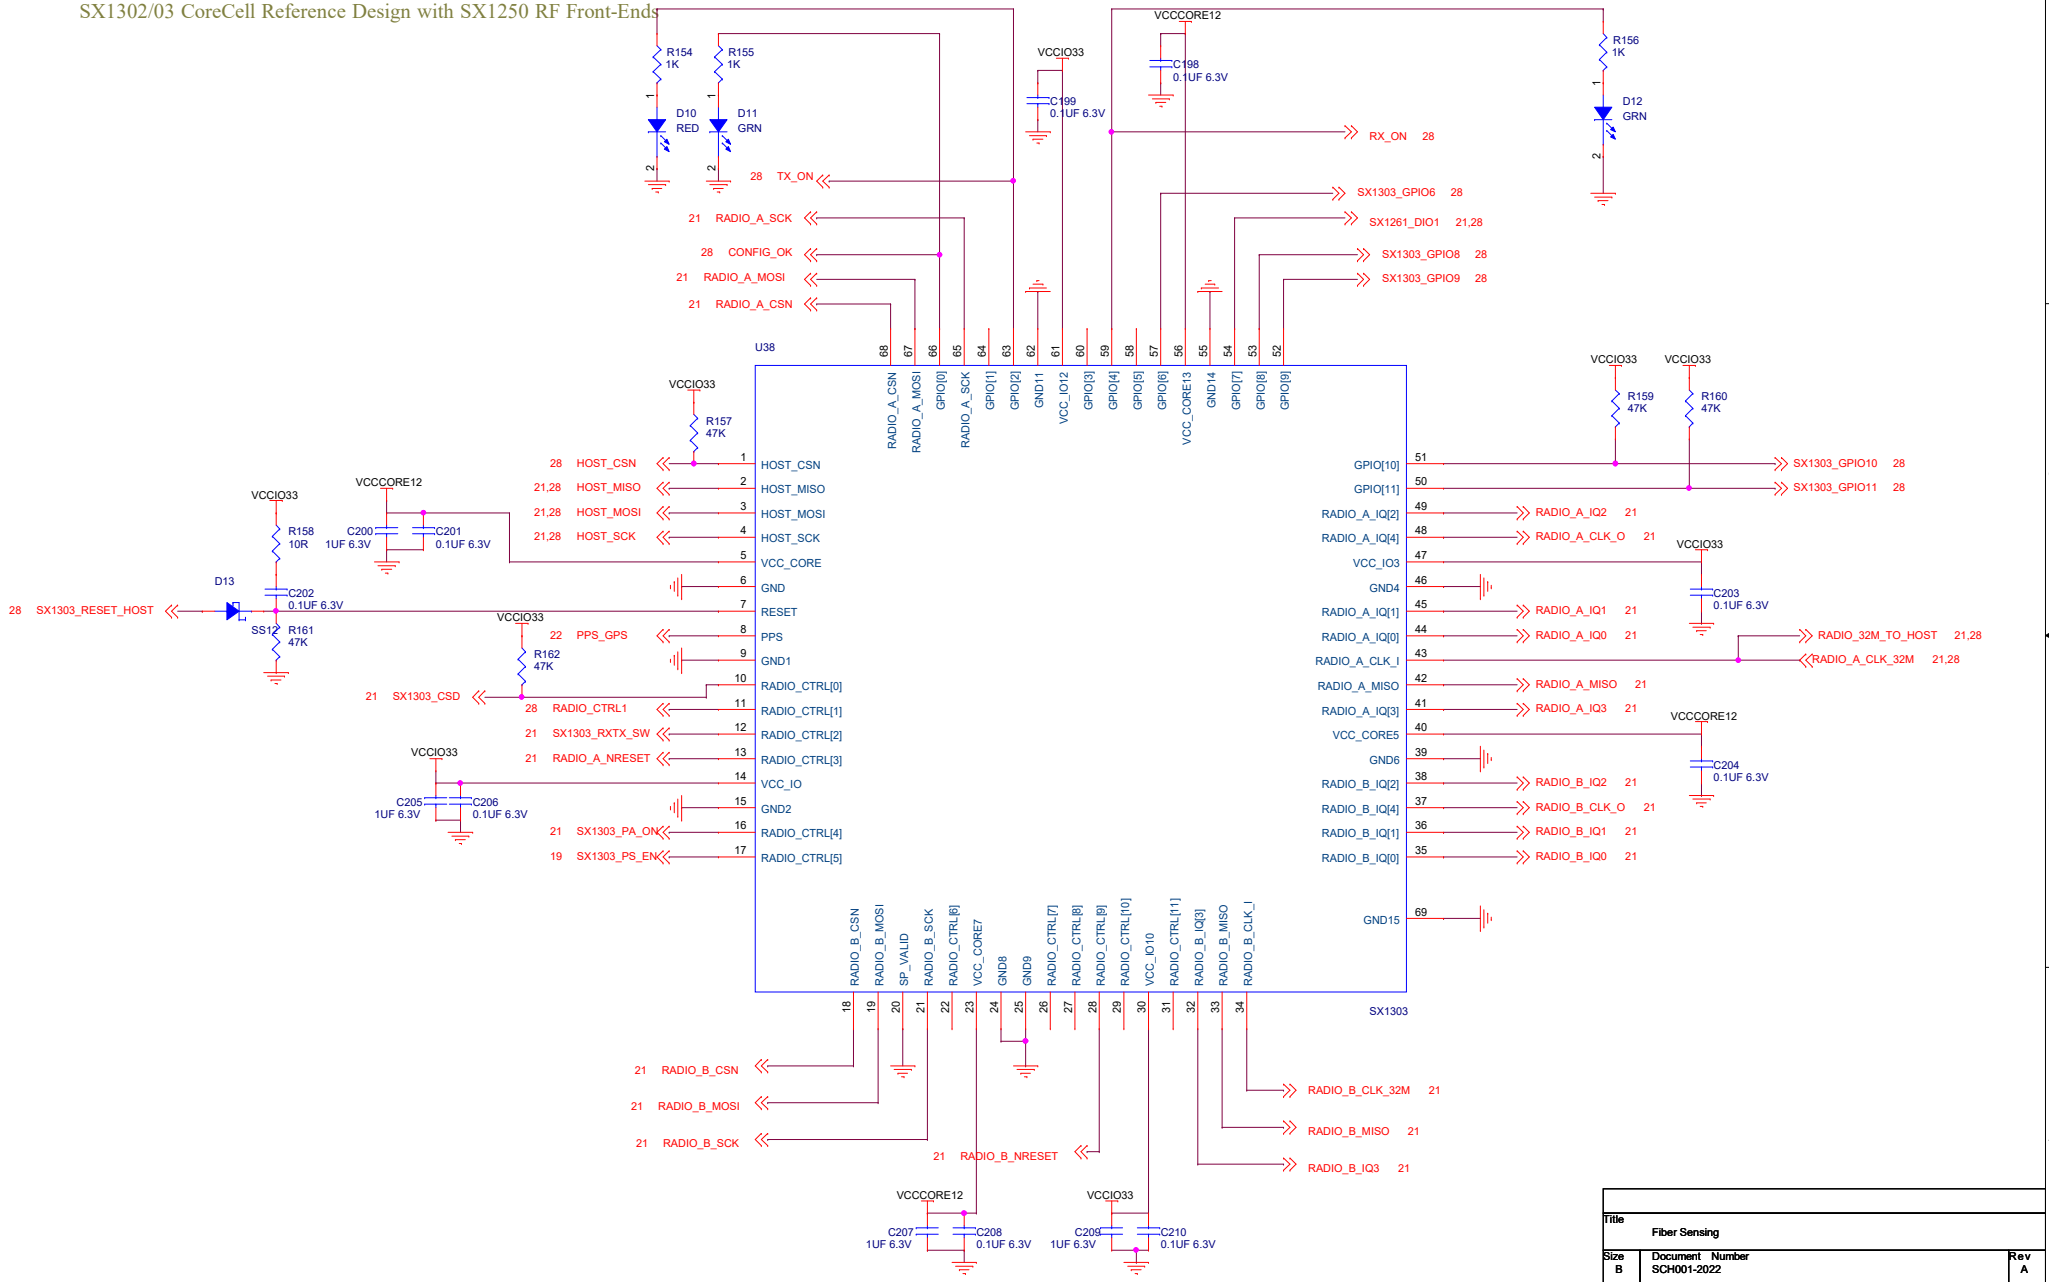 SX1302/03 CoreCell Reference Design with SX1250 RF Front-Ends
R154
1K
R155
1K
D10
RED
D11
GRN
1
1
2
2
VCCIO33
C199
0.1UF 6.3V
VCCCORE12
C198
0.1UF 6.3V
R156
1K
1
D12
GRN
2
RX_ON 28
28 TX_ON
21 RADIO_A_SCK
28 CONFIG_OK
21 RADIO_A_MOSI
21 RADIO_A_CSN
SX1303_GPIO6 28
SX1261_DIO1 21,28
SX1303_GPIO8 28
SX1303_GPIO9 28
U38
68 RADIO_A_CSN
67 RADIO_A_MOSI
66 GPIO[0]
65 RADIO_A_SCK
64 GPIO[1]
63 GPIO[2]
62 GND11
61 VCC_IO12
60 GPIO[3]
59 GPIO[4]
58 GPIO[5]
57 GPIO[6]
56 VCC_CORE13
55 GND14
54 GPIO[7]
53 GPIO[8]
52 GPIO[9]
VCCIO33
R157
47K
28 HOST_CSN 1 HOST_CSN
21,28 HOST_MISO 2 HOST_MISO
21,28 HOST_MOSI 3 HOST_MOSI
21,28 HOST_SCK 4 HOST_SCK
5 VCC_CORE
6 GND
7 RESET
22 PPS_GPS 8 PPS
9 GND1
10 RADIO_CTRL[0]
28 RADIO_CTRL1 11 RADIO_CTRL[1]
21 SX1303_RXTX_SW 12 RADIO_CTRL[2]
21 RADIO_A_NRESET 13 RADIO_CTRL[3]
14 VCC_IO
15 GND2
21 SX1303_PA_ON 16 RADIO_CTRL[4]
19 SX1303_PS_EN 17 RADIO_CTRL[5]
VCCCORE12
C200
1UF 6.3V
C201
0.1UF 6.3V
VCCIO33
R158
10R
C202
0.1UF 6.3V
D13
SS12
28 SX1303_RESET_HOST
R161
47K
VCCIO33
R162
47K
21 SX1303_CSD
VCCIO33
C205
1UF 6.3V
C206
0.1UF 6.3V
VCCIO33
R159
47K
VCCIO33
R160
47K
GPIO[10] 51 SX1303_GPIO10 28
GPIO[11] 50 SX1303_GPIO11 28
RADIO_A_IQ[2] 49 RADIO_A_IQ2 21
RADIO_A_IQ[4] 48 RADIO_A_CLK_O 21
VCC_IO3 47
VCCIO33
GND4 46
C203
0.1UF 6.3V
RADIO_A_IQ[1] 45 RADIO_A_IQ1 21
RADIO_A_IQ[0] 44 RADIO_A_IQ0 21
RADIO_32M_TO_HOST 21,28
RADIO_A_CLK_I 43 RADIO_A_CLK_32M 21,28
RADIO_A_MISO 42 RADIO_A_MISO 21
RADIO_A_IQ[3] 41 RADIO_A_IQ3 21
VCCCORE12
VCC_CORE5 40
GND6 39
C204
0.1UF 6.3V
RADIO_B_IQ[2] 38 RADIO_B_IQ2 21
RADIO_B_IQ[4] 37 RADIO_B_CLK_O 21
RADIO_B_IQ[1] 36 RADIO_B_IQ1 21
RADIO_B_IQ[0] 35 RADIO_B_IQ0 21
GND15 69
RADIO_B_CSN 18
RADIO_B_MOSI 19
SP_VALID 20
RADIO_B_SCK 21
RADIO_CTRL[6] 22
VCC_CORE7 23
GND8 24
GND9 25
RADIO_CTRL[7] 26
RADIO_CTRL[8] 27
RADIO_CTRL[9] 28
RADIO_CTRL[10] 29
VCC_IO10 30
RADIO_CTRL[11] 31
RADIO_B_IQ[3] 32
RADIO_B_MISO 33
RADIO_B_CLK_I 34
SX1303
21 RADIO_B_CSN
21 RADIO_B_MOSI
21 RADIO_B_SCK
21 RADIO_B_NRESET
RADIO_B_CLK_32M 21
RADIO_B_MISO 21
RADIO_B_IQ3 21
VCCCORE12
C207
1UF 6.3V
C208
0.1UF 6.3V
VCCIO33
C209
1UF 6.3V
C210
0.1UF 6.3V
Title
Fiber Sensing
Size
B
Document Number
SCH001-2022
Rev
A